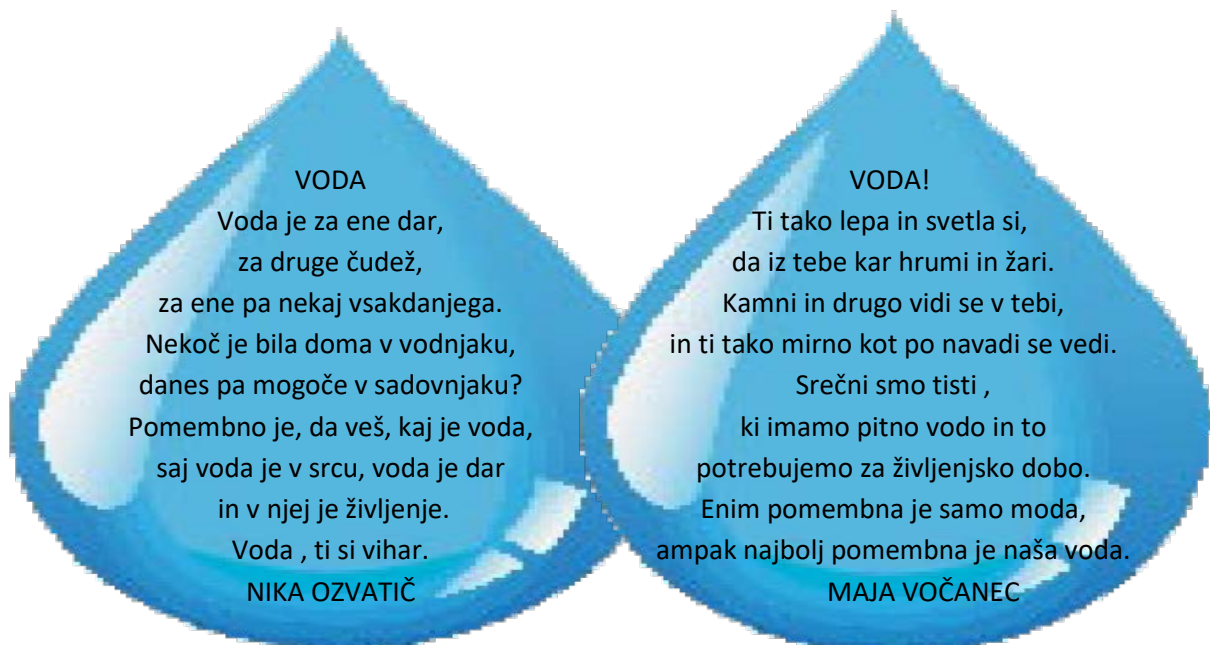 VODA
Voda je za ene dar,
za druge čudež,
za ene pa nekaj vsakdanjega.
Nekoč je bila doma v vodnjaku,
danes pa mogoče v sadovnjaku?
Pomembno je, da veš, kaj je voda,
saj voda je v srcu, voda je dar
in v njej je življenje.
Voda , ti si vihar.
NIKA OZVATIČ
VODA!
Ti tako lepa in svetla si,
da iz tebe kar hrumi in žari.
Kamni in drugo vidi se v tebi,
in ti tako mirno kot po navadi se vedi.
Srečni smo tisti ,
ki imamo pitno vodo in to
potrebujemo za življenjsko dobo.
Enim pomembna je samo moda,
ampak najbolj pomembna je naša voda.
MAJA VOČANEC